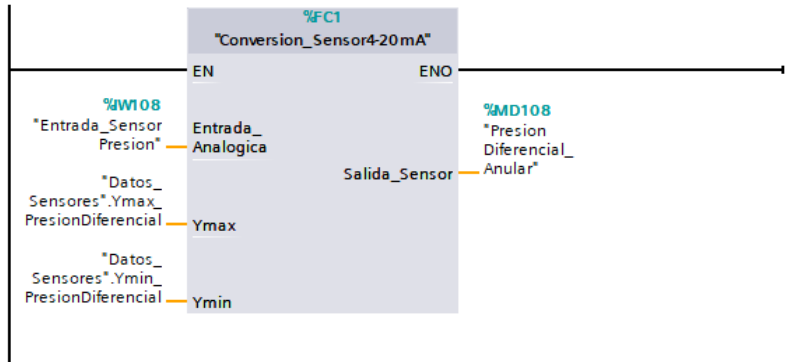 %FC1
"Conversion_Sensor4-20mA"
EN
ENO
%IW108
"Entrada_Sensor
Presion"
Entrada_
Analogica
%MD108
"Presion
Diferencial_
Anular"
Salida_Sensor
"Datos_
Sensores".Ymax_
PresionDiferencial
Ymax
"Datos_
Sensores".Ymin_
PresionDiferencial
Ymin